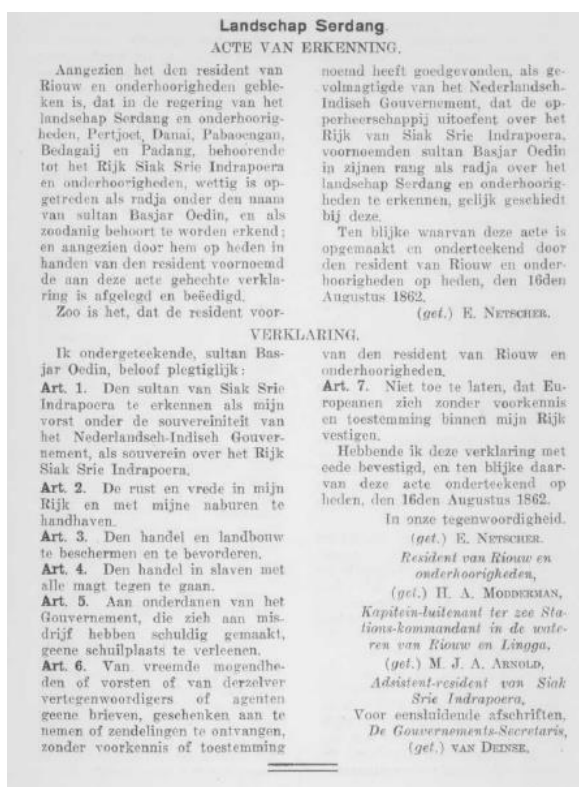 Landschap Serdang.
ACTE VAN ERKENNING.
Aangezien het den resident van
Riouw en onderhoorigheden geble-
ken is, dat in de regering van het
landschap Serdang en onderhoorig-
heden, Pertjoet, Danai, Pabaoengan,
Bedagaij en Padang, behoorende
tot het Rijk Siak Srie Indrapoera
en onderhoorigheden, wettig is op-
getreden als radja onder den naam
van sultan Basjar Oedin, en als
zoodanig behoort te worden erkend;
en aangezien door hem op heden in
handen van den resident voornoemd
de aan deze acte gehechte verkla-
ring is afgelegd en beëedigd.
Zoo is het, dat de resident voor-
noemd heeft goedgevonden, als ge-
volmagtigde van het Nederlandsch-
Indisch Gouvernement, dat de op-
perheerschappij uitoefent over het
Rijk van Siak Srie Indrapoera,
voornoemden sultan Basjar Oedin
in zijnen rang als radja over het
landschap Serdang en onderhoorig-
heden te erkennen, gelijk geschiedt
bij deze.
Ten blijke waarvan deze acte is
opgemaakt en onderteekend door
den resident van Riouw en onder-
hoorigheden op heden, den 16den
Augustus 1862.
(get.) E. NETSCHER.
VERKLARING.
Ik ondergeteekende, sultan Bas-
jar Oedin, beloof plegtiglijk:
Art. 1. Den sultan van Siak Srie
Indrapoera te erkennen als mijn
vorst onder de souvereiniteit van
het Nederlandsch-Indisch Gouver-
nement, als souverein over het Rijk
Siak Srie Indrapoera.
Art. 2. De rust en vrede in mijn
Rijk en met mijne naburen te
handhaven.
Art. 3. Den handel en landbouw
te beschermen en te bevorderen.
Art. 4. Den handel in slaven met
alle magt tegen te gaan.
Art. 5. Aan onderdanen van het
Gouvernement, die zich aan mis-
drijf hebben schuldig gemaakt,
geene schuilplaats te verleenen.
Art. 6. Van vreemde mogendhe-
den of vorsten of van derzelver
vertegenwoordigers of agenten
geene brieven, geschenken aan te
nemen of zendelingen te ontvangen,
zonder voorkennis of toestemming
van den resident van Riouw en
onderhoorigheden.
Art. 7. Niet toe te laten, dat Eu-
ropeanen zich zonder voorkennis
en toestemming binnen mijn Rijk
vestigen.
Hebbende ik deze verklaring met
eede bevestigd, en ten blijke daar-
van deze acte onderteekend op
heden, den 16den Augustus 1862.
In onze tegenwoordigheid.
(get.) E. NETSCHER.
Resident van Riouw en
onderhoorigheden,
(get.) H. A. MODDERMAN,
Kapitein-luitenant ter zee Sta-
tions-kommandant in de wate-
ren van Riouw en Lingga.
(get.) M. J. A. ARNOLD,
Adsistent-resident van Siak
Srie Indrapoera,
Voor eensluidende afschriften,
De Gouvernements-Secretaris,
(get.) VAN DEINSE.